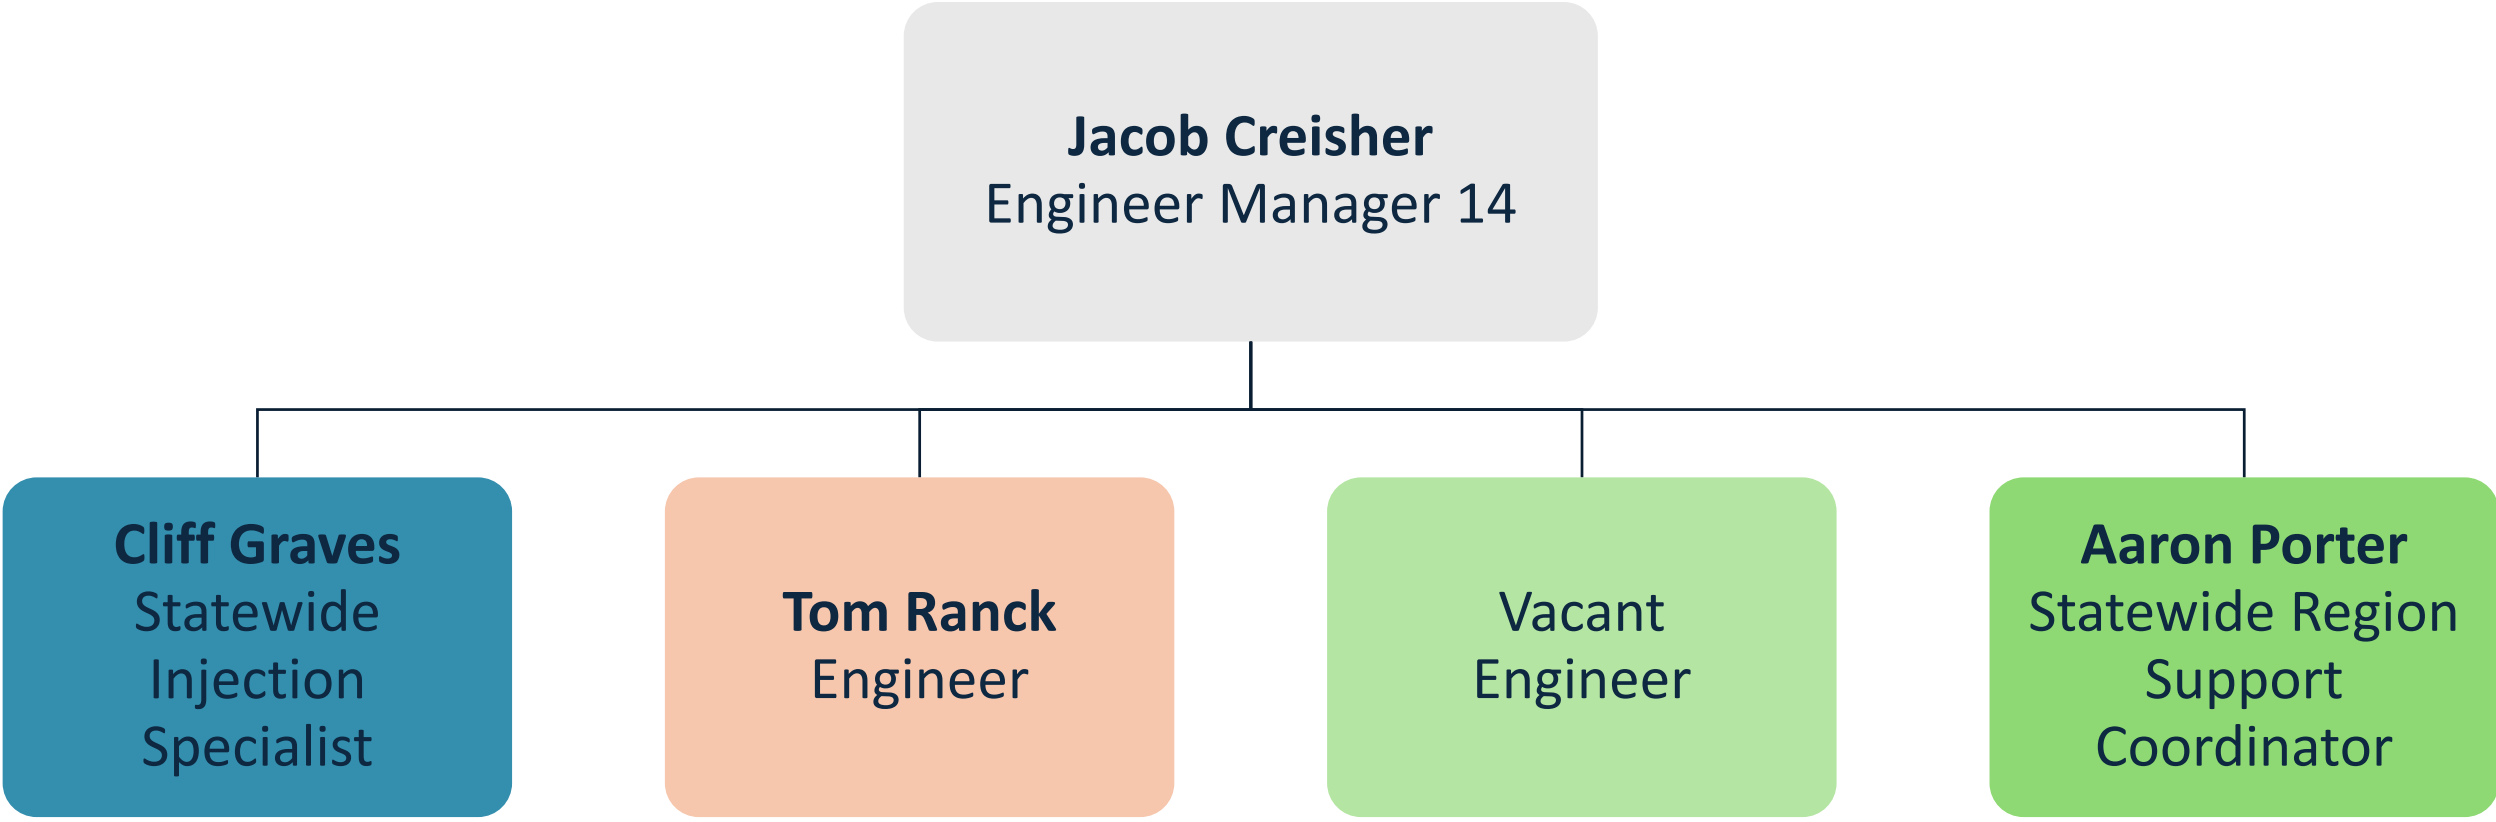 Jacob Creisher
Engineer Manager 14
Cliff Graves
Statewide
Injection
Specialist
Tom Ranck
Engineer
Vacant
Engineer
Aaron Porter
Statewide Region
Support
Coordinator